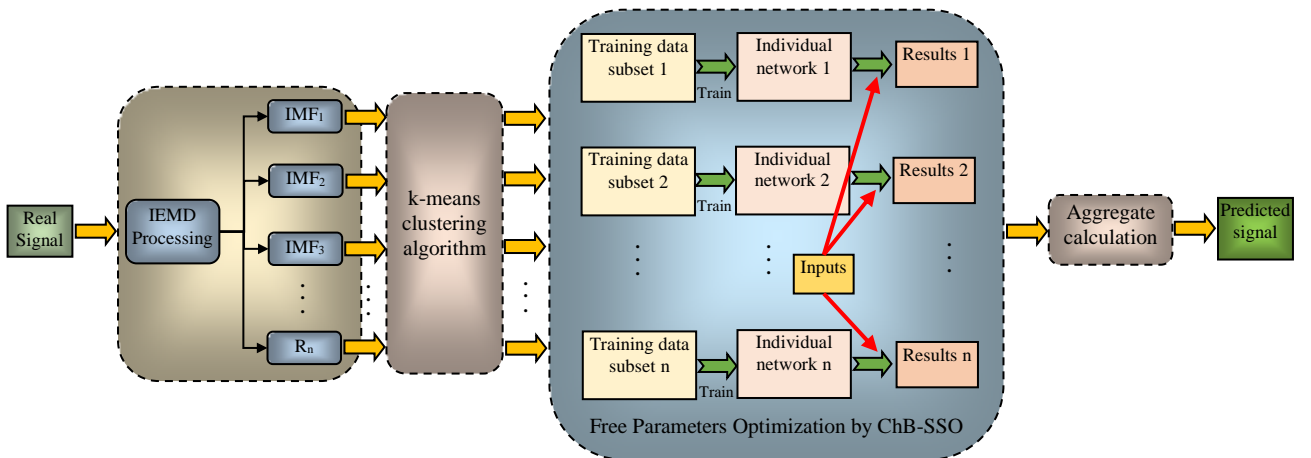 Real
Signal
IEMD
Processing
IMF₁
IMF₂
IMF₃
⋮
Rₙ
⋮
k-means
clustering
algorithm
⋮
Training data
subset 1
Train
Individual
network 1
Results 1
Training data
subset 2
Train
Individual
network 2
Results 2
⋮
⋮
Inputs
⋮
Training data
subset n
Train
Individual
network n
Results n
Free Parameters Optimization by ChB-SSO
Aggregate
calculation
Predicted
signal